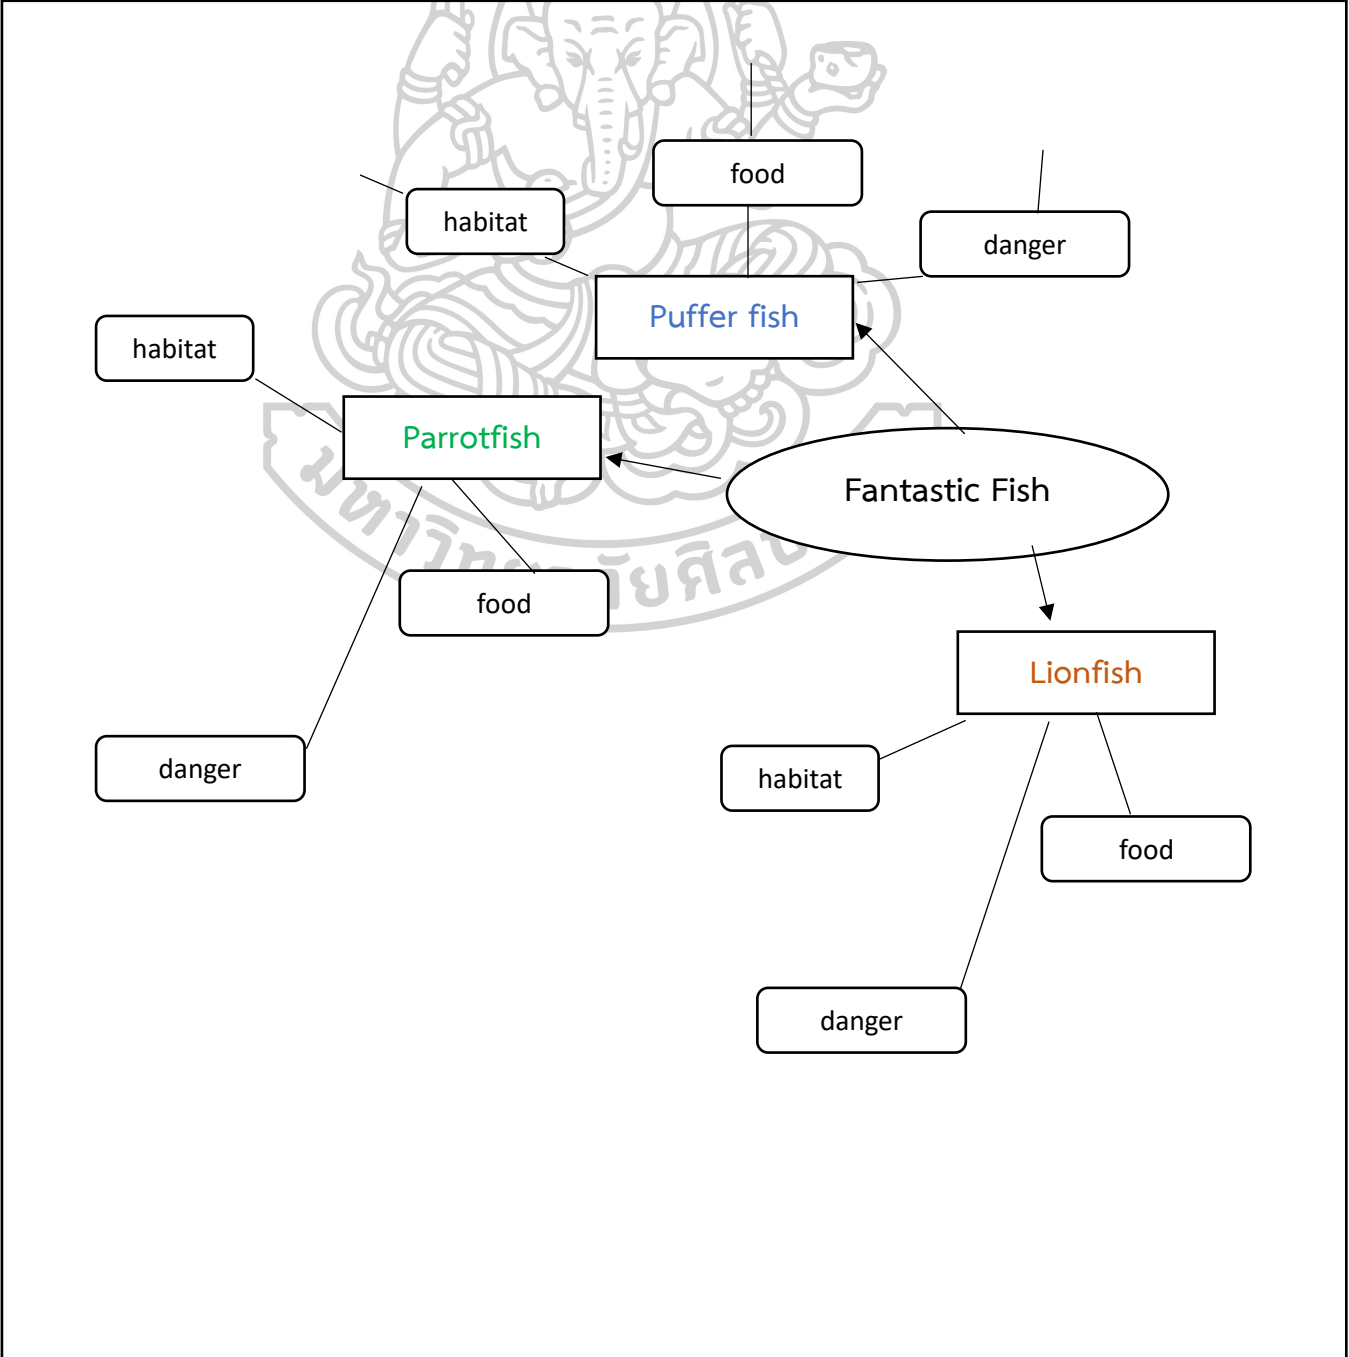 food
habitat
danger
Puffer fish
habitat
Parrotfish
Fantastic Fish
food
Lionfish
danger
habitat
food
danger